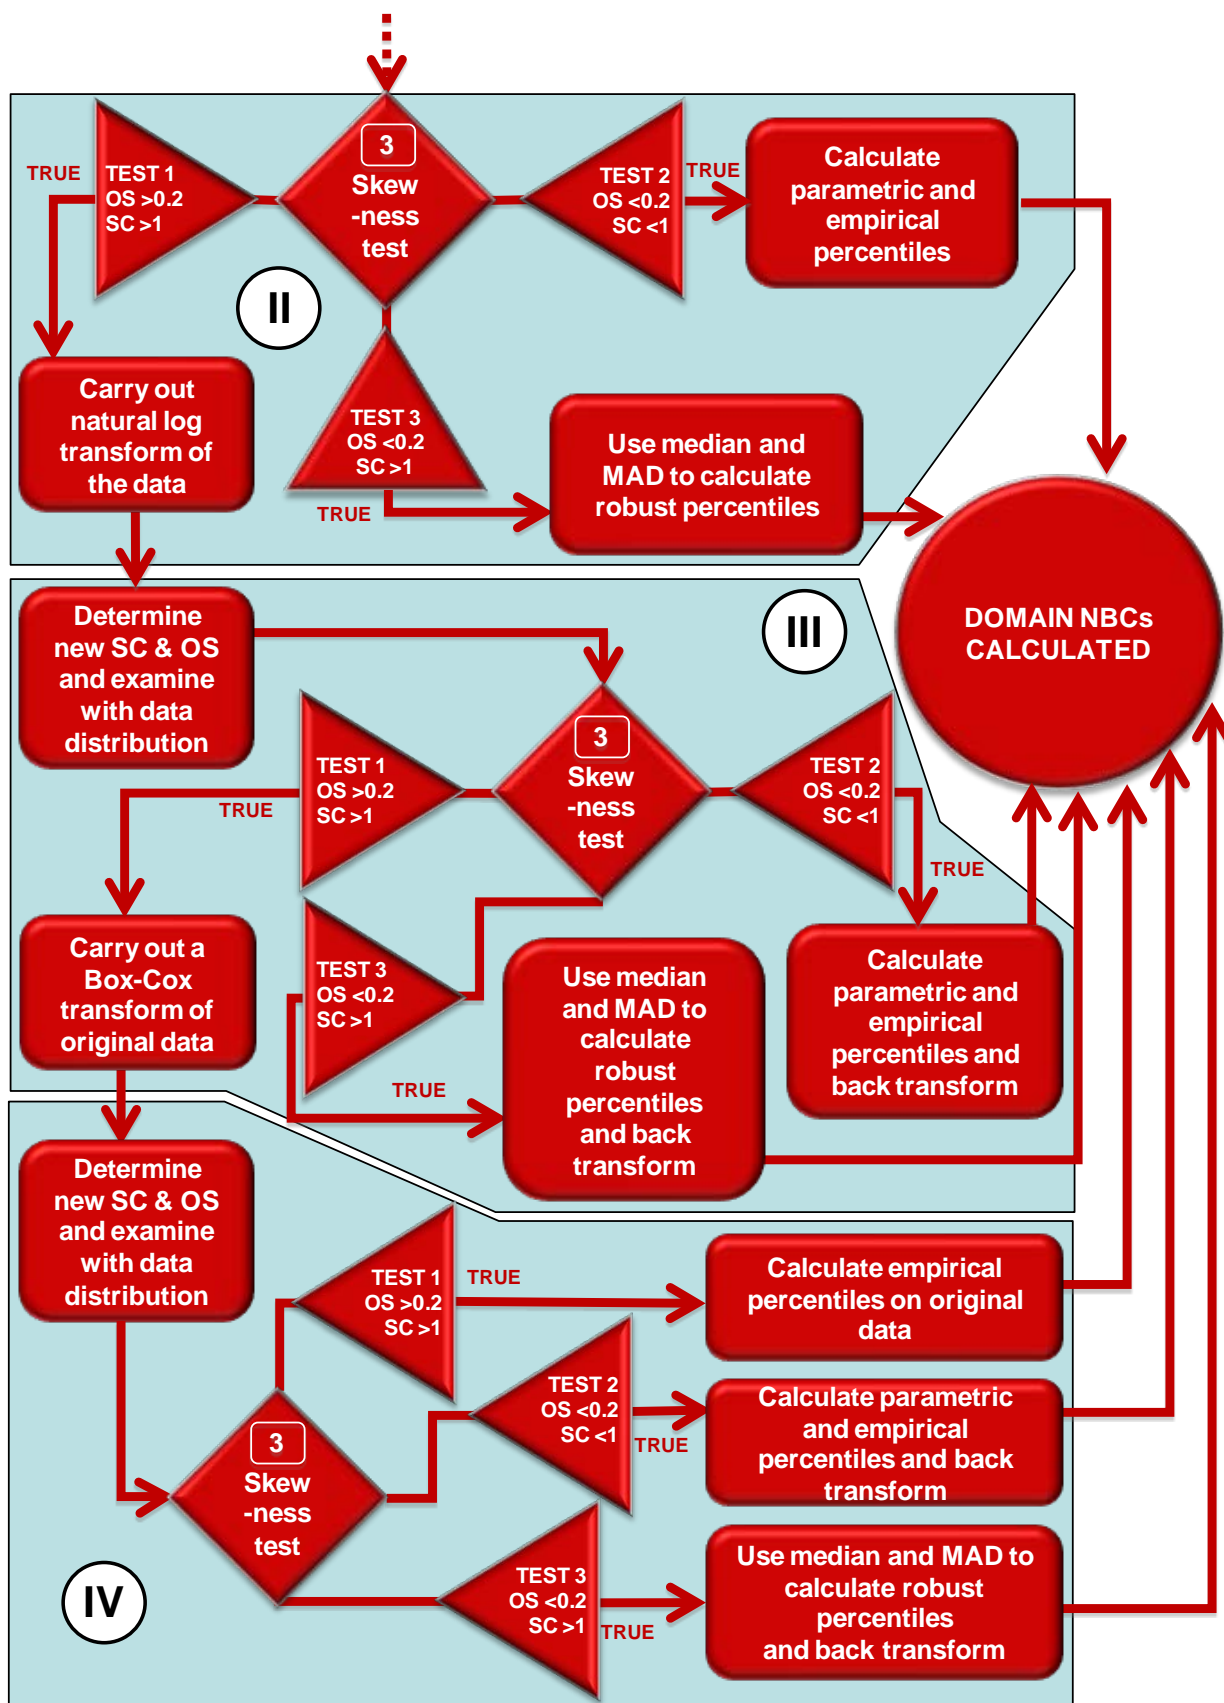 3
Skew
-ness
test
TRUE
TEST 1
OS >0.2
SC >1
TEST 2
OS <0.2
SC <1
TRUE
Calculate
parametric and
empirical
percentiles
II
Carry out
natural log
transform of
the data
TEST 3
OS <0.2
SC >1
TRUE
Use median and
MAD to calculate
robust percentiles
DOMAIN NBCs
CALCULATED
Determine
new SC & OS
and examine
with data
distribution
III
3
Skew
-ness
test
TEST 1
OS >0.2
SC >1
TRUE
TEST 2
OS <0.2
SC <1
TRUE
Carry out a
Box-Cox
transform of
original data
TEST 3
OS <0.2
SC >1
TRUE
Use median
and MAD to
calculate
robust
percentiles
and back
transform
Calculate
parametric and
empirical
percentiles and
back transform
Determine
new SC & OS
and examine
with data
distribution
TEST 1
OS >0.2
SC >1
TRUE
Calculate empirical
percentiles on original
data
3
Skew
-ness
test
TEST 2
OS <0.2
SC <1
TRUE
Calculate parametric
and empirical
percentiles and back
transform
IV
TEST 3
OS <0.2
SC >1
TRUE
Use median and MAD to
calculate robust
percentiles
and back transform